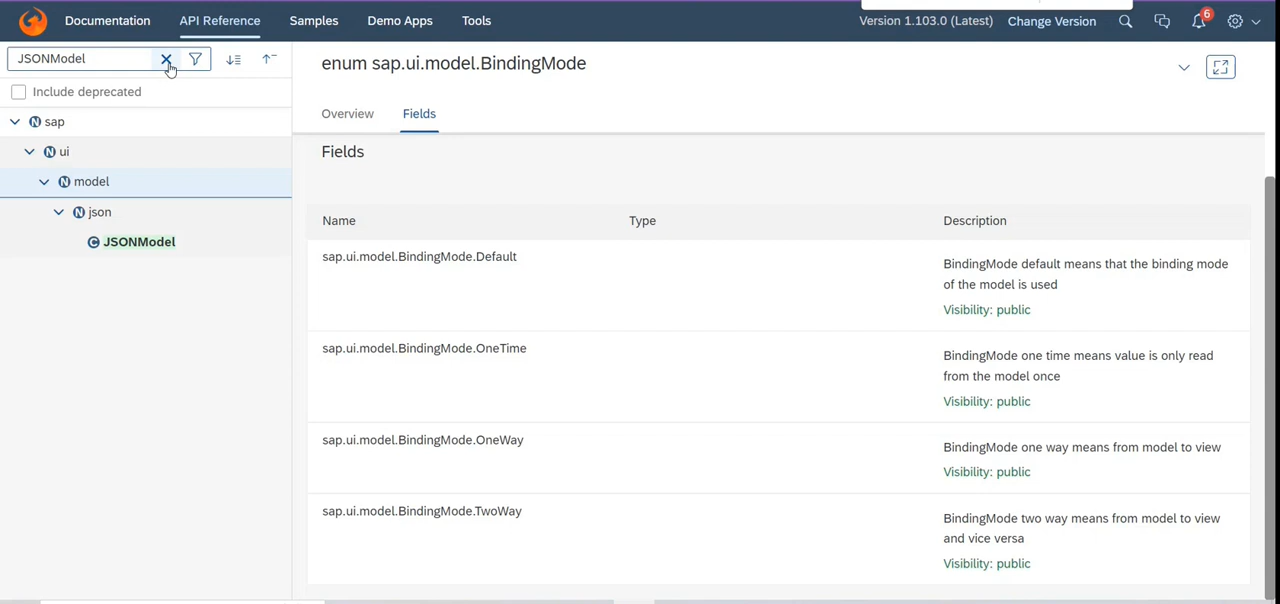 Documentation API Reference Samples Demo Apps Tools Version 1.103.0 (Latest) Change Version 6
JSONModel
Include deprecated
N sap
N ui
N model
N json
C JSONModel
enum sap.ui.model.BindingMode
Overview Fields
Fields
Name Type Description
sap.ui.model.BindingMode.Default
BindingMode default means that the binding mode
of the model is used
Visibility: public
sap.ui.model.BindingMode.OneTime
BindingMode one time means value is only read
from the model once
Visibility: public
sap.ui.model.BindingMode.OneWay
BindingMode one way means from model to view
Visibility: public
sap.ui.model.BindingMode.TwoWay
BindingMode two way means from model to view
and vice versa
Visibility: public